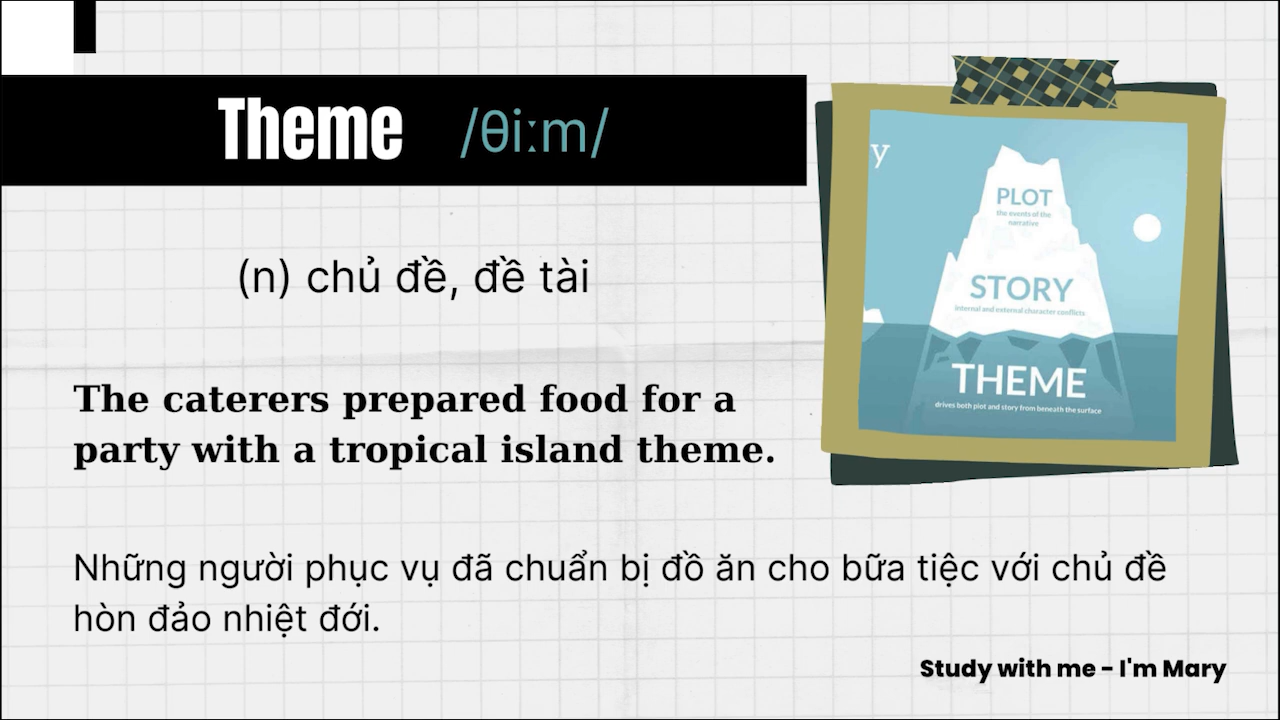 Theme /θiːm/
(n) chủ đề, đề tài
The caterers prepared food for a
party with a tropical island theme.
Những người phục vụ đã chuẩn bị đồ ăn cho bữa tiệc với chủ đề
hòn đảo nhiệt đới.
y
PLOT
the events of the
narrative
STORY
internal and external character conflicts
THEME
drives both plot and story from beneath the surface
Study with me - I'm Mary